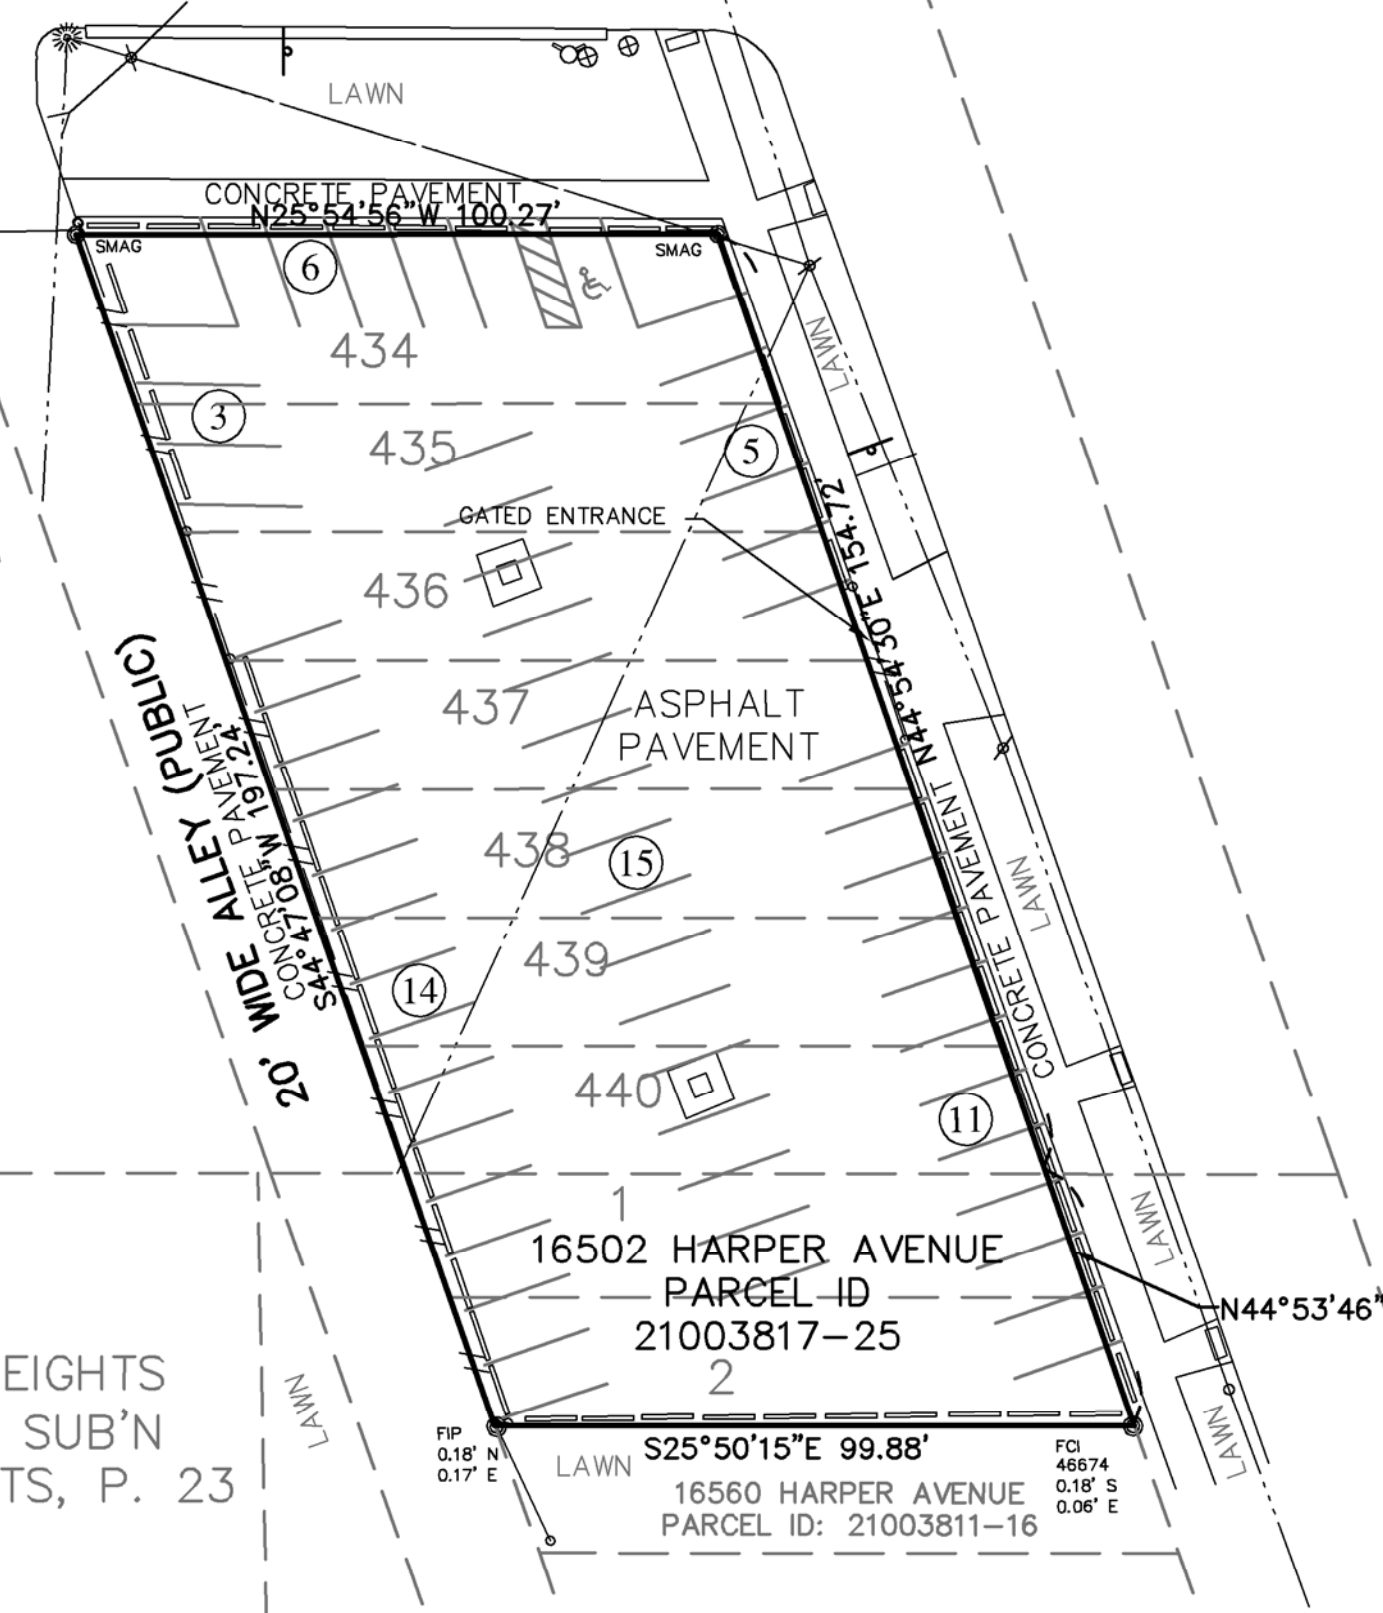 LAWN
CONCRETE PAVEMENT
N25°54'56"W 100.27'
SMAG
SMAG
6
434
LAWN
3
435
5
GATED ENTRANCE
436
N44°54'30"E 154.72'
437
ASPHALT
PAVEMENT
20' WIDE ALLEY (PUBLIC)
CONCRETE PAVEMENT
S44°47'08"W 197.24'
438
15
CONCRETE PAVEMENT
LAWN
439
14
440
11
1
LAWN
16502 HARPER AVENUE
PARCEL ID
21003817-25
N44°53'46"
2
EIGHTS
SUB'N
TS, P. 23
LAWN
FIP
0.18' N
0.17' E
LAWN
S25°50'15"E 99.88'
FCI
46674
0.18' S
0.06' E
LAWN
16560 HARPER AVENUE
PARCEL ID: 21003811-16